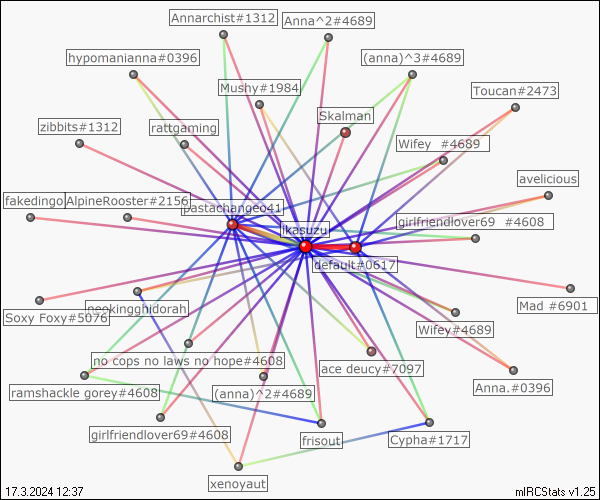 Annarchist#1312
Anna^2#4689
hypomanianna#0396
(anna)^3#4689
Mushy#1984
Toucan#2473
Skalman
zibbits#1312
rattgaming
Wifey #4689
avelicious
fakedingo
AlpineRooster#2156
pastachangeo41
girlfriendlover69 #4608
ikasuzu
default#0617
Soxy Foxy#5076
neokingghidorah
Mad #6901
Wifey#4689
no cops no laws no hope#4608
ace deucy#7097
ramshackle gorey#4608
(anna)^2#4689
Anna.#0396
girlfriendlover69#4608
frisout
Cypha#1717
xenoyaut
17.3.2024 12:37
mIRCStats v1.25